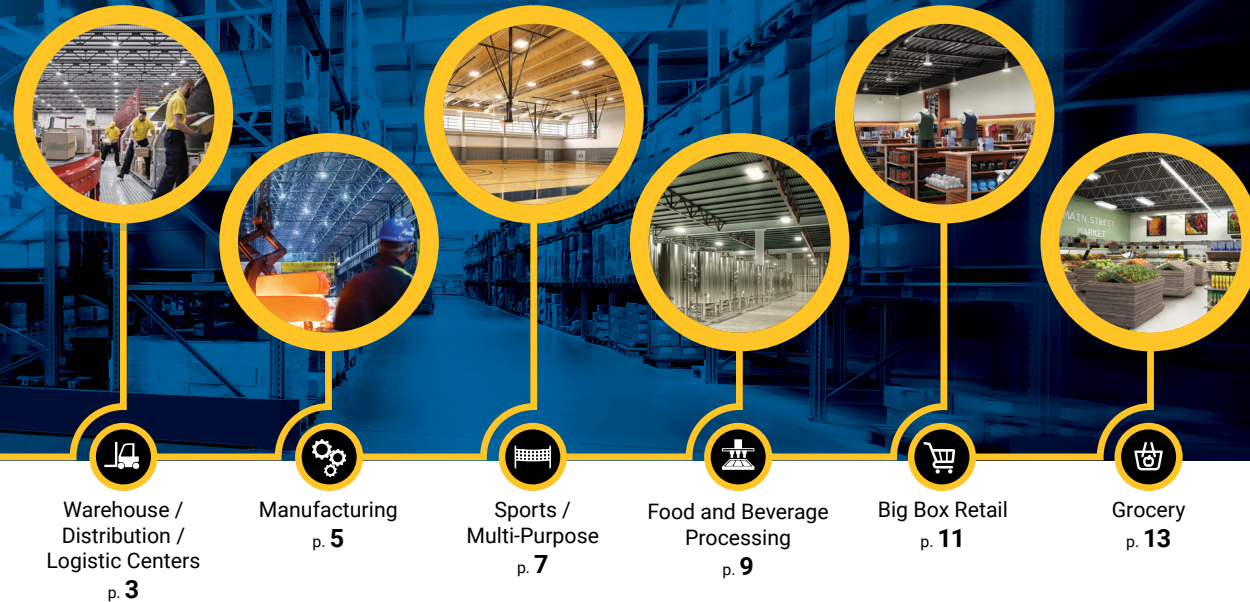 MAIN STREET
MARKET
Warehouse /
Distribution /
Logistic Centers
p. 3
Manufacturing
p. 5
Sports /
Multi-Purpose
p. 7
Food and Beverage
Processing
p. 9
Big Box Retail
p. 11
Grocery
p. 13